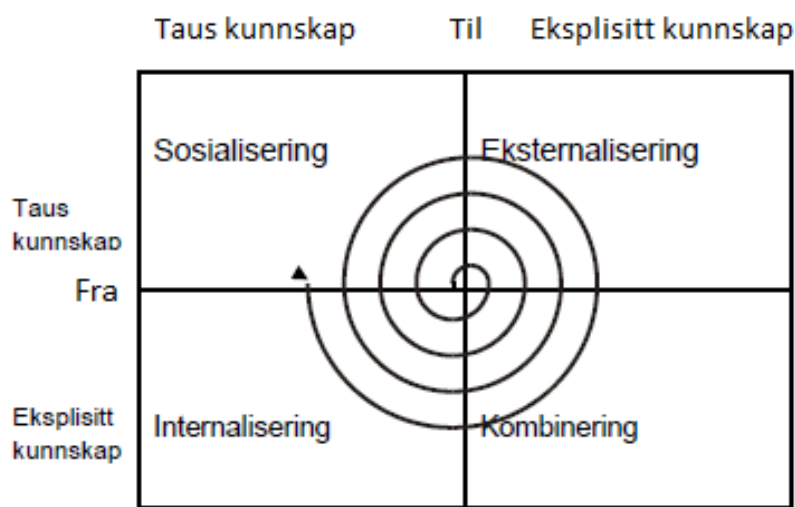 Taus kunnskap Til Eksplisitt kunnskap
Sosialisering Eksternalisering
Taus
kunnskap
Fra
Eksplisitt
kunnskap
Internalisering Kombinering